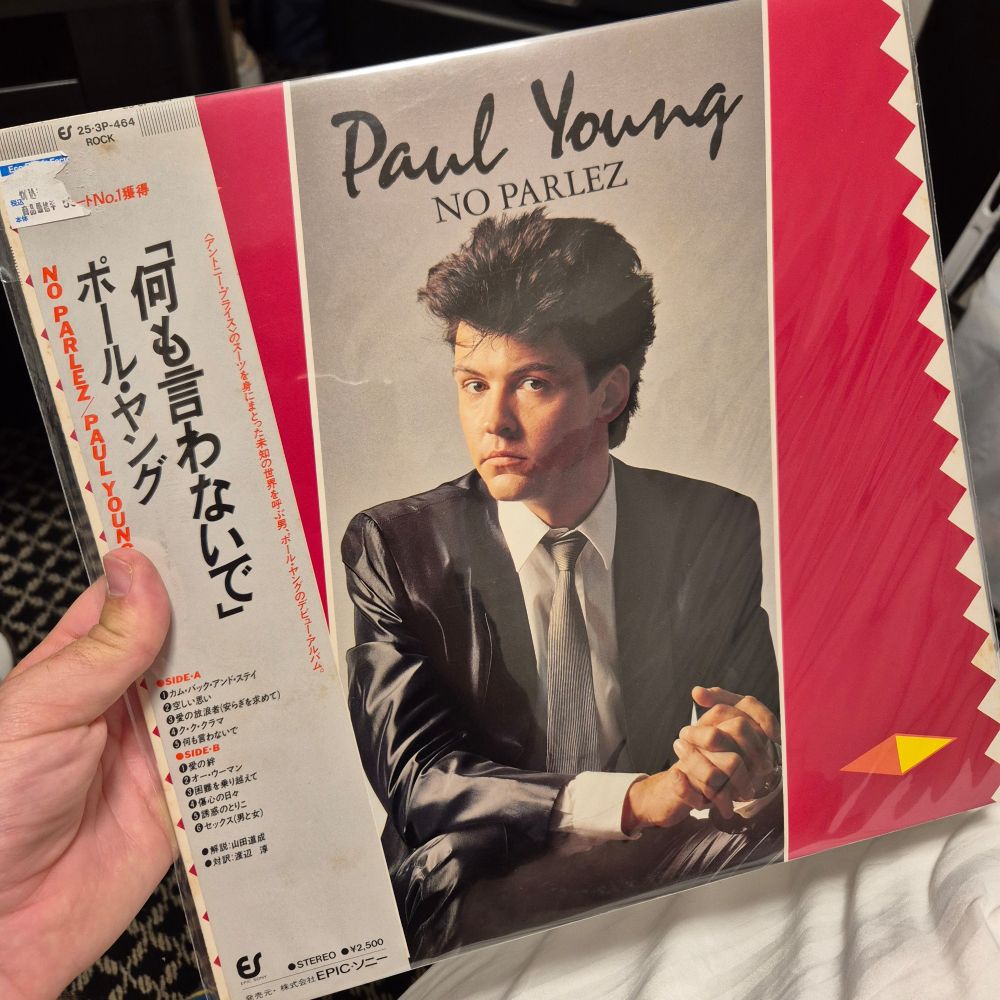 25・3P-464
ROCK
税込
本体
ートNo.1獲得
〈アントニー・プライス〉のスーツを身にまとった未知の世界を呼ぶ男、ポール・ヤングのデビュー・アルバム。
「何も言わないで」
ポール・ヤング
NO PARLEZ/PAUL YOUNG
●SIDE・A
❶カム・バック・アンド・ステイ
❷空しい思い
❸愛の放浪者(安らぎを求めて)
❹ク・ク・クラマ
❺何も言わないで
●SIDE・B
❶愛の絆
❷オー・ウーマン
❸困難を乗り越えて
❹傷心の日々
❺誘惑のとりこ
❻セックス(男と女)
●解説:山田道成
●対訳:渡辺 淳
●STEREO ●¥2,500
発売元・株式会社EPIC・ソニー
EPIC SONY
Paul Young
NO PARLEZ